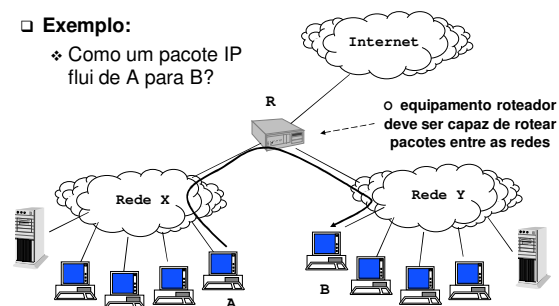 Exemplo:
Como um pacote IP
flui de A para B?
Internet
R
O equipamento roteador
deve ser capaz de rotear
pacotes entre as redes
Rede X
Rede Y
A
B